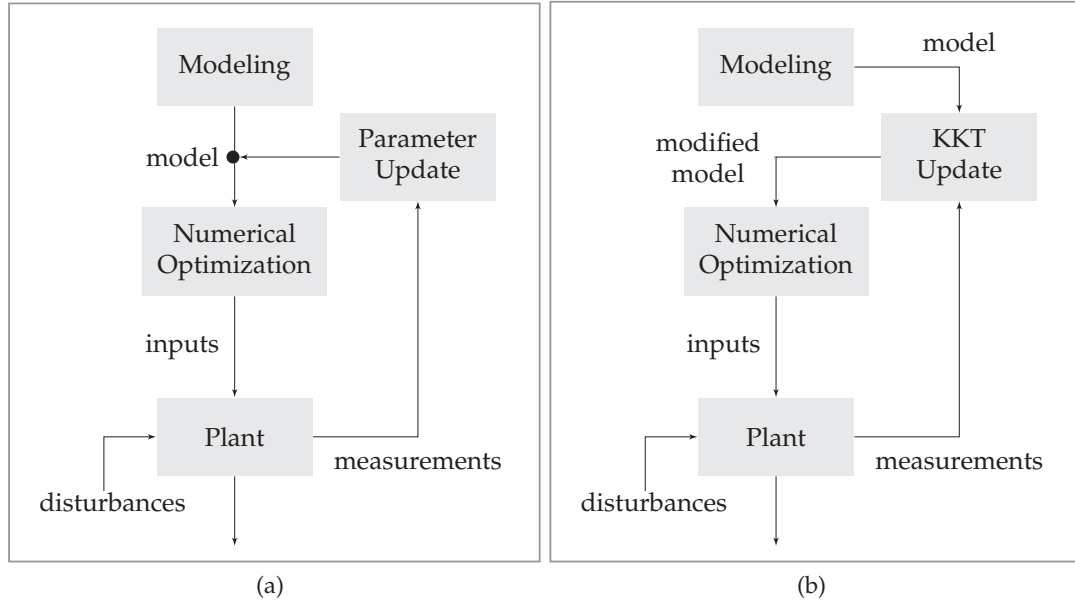 Modeling
Parameter
Update
model
Numerical
Optimization
inputs
Plant
measurements
disturbances
(a)
Modeling
model
KKT
Update
modified
model
Numerical
Optimization
inputs
Plant
measurements
disturbances
(b)